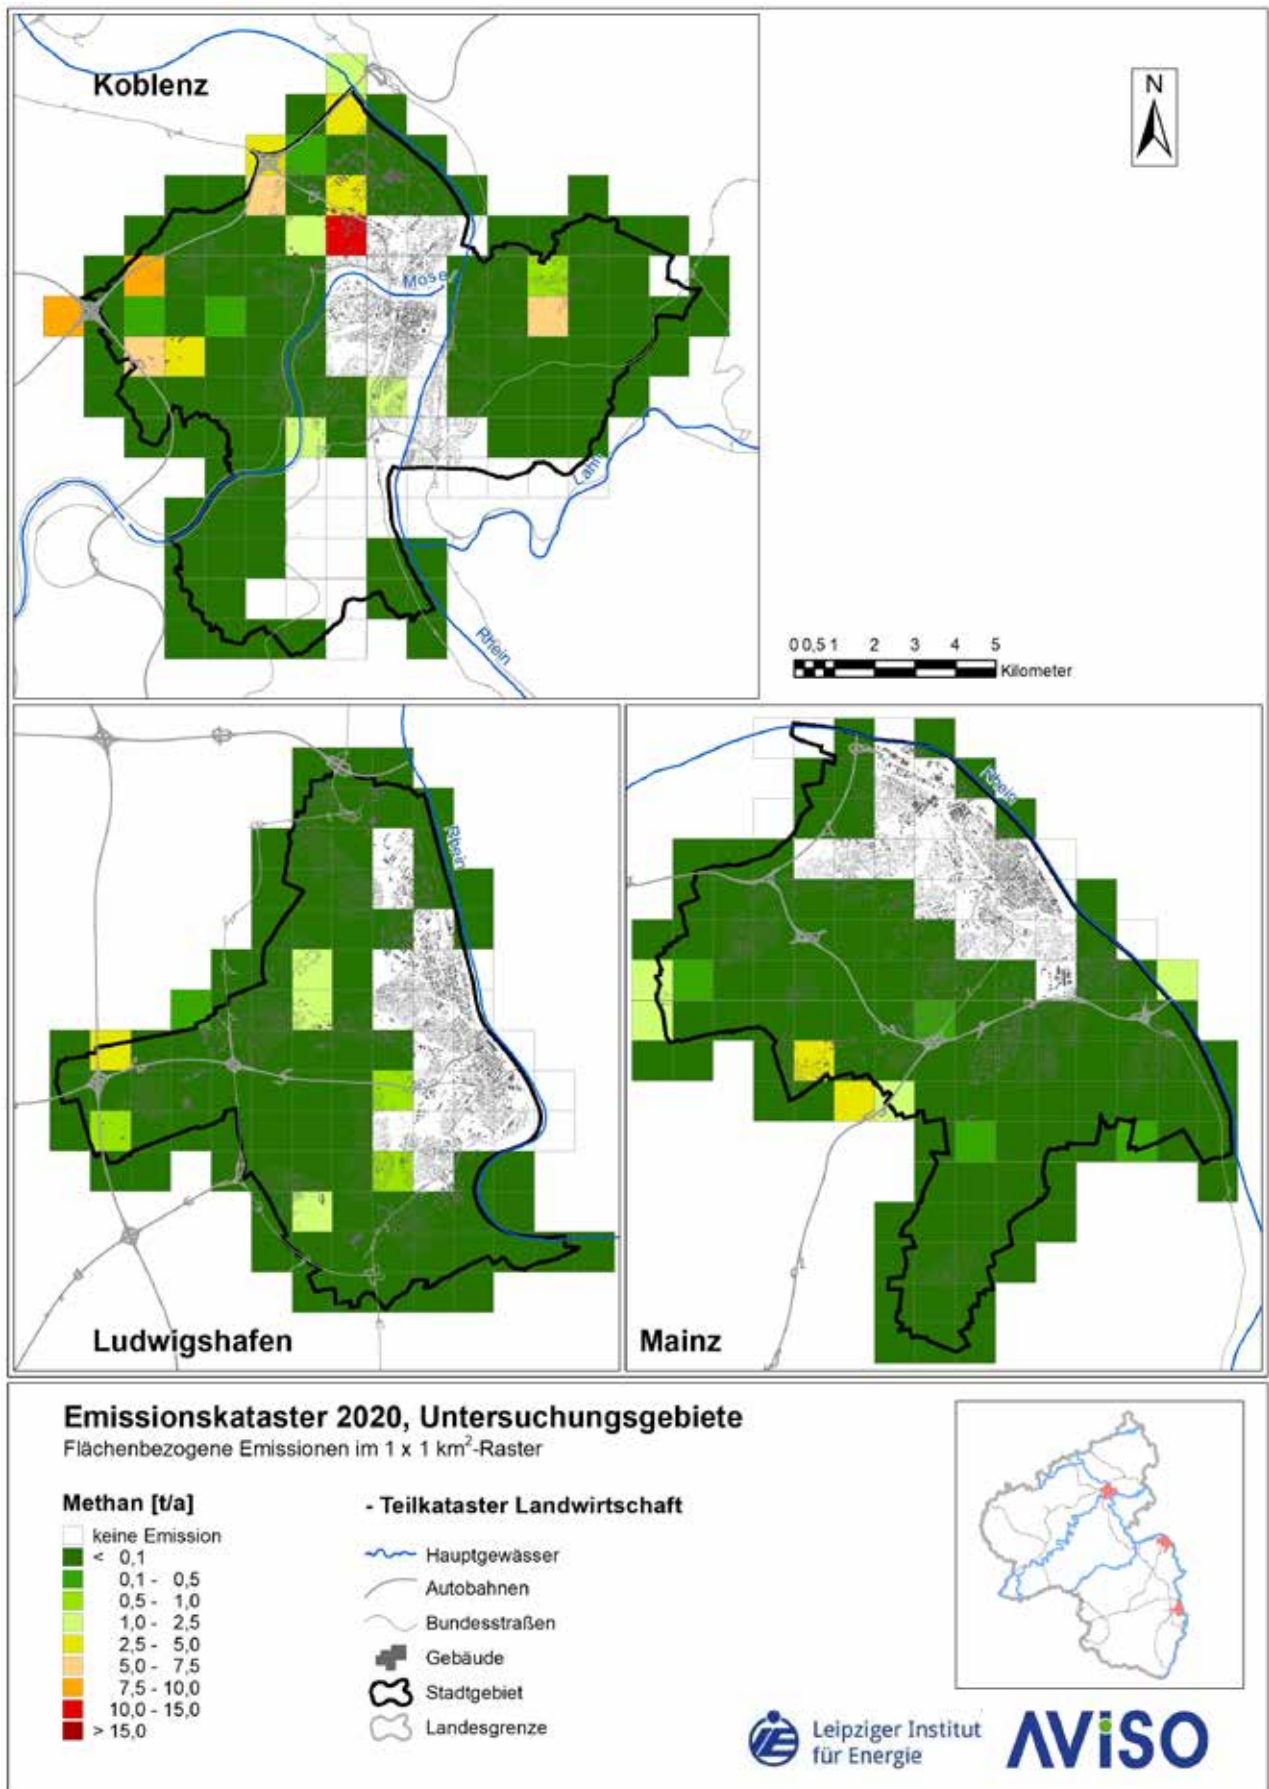 Koblenz
N
Mosel
Lahn
Rhein
0 0,5 1 2 3 4 5
Kilometer
Rhein
Ludwigshafen
Rhein
Mainz
Emissionskataster 2020, Untersuchungsgebiete
Flächenbezogene Emissionen im 1 x 1 km²-Raster
Methan [t/a]
keine Emission
< 0,1
0,1 - 0,5
0,5 - 1,0
1,0 - 2,5
2,5 - 5,0
5,0 - 7,5
7,5 - 10,0
10,0 - 15,0
> 15,0
- Teilkataster Landwirtschaft
Hauptgewässer
Autobahnen
Bundesstraßen
Gebäude
Stadtgebiet
Landesgrenze
Leipziger Institut
für Energie
AViSO